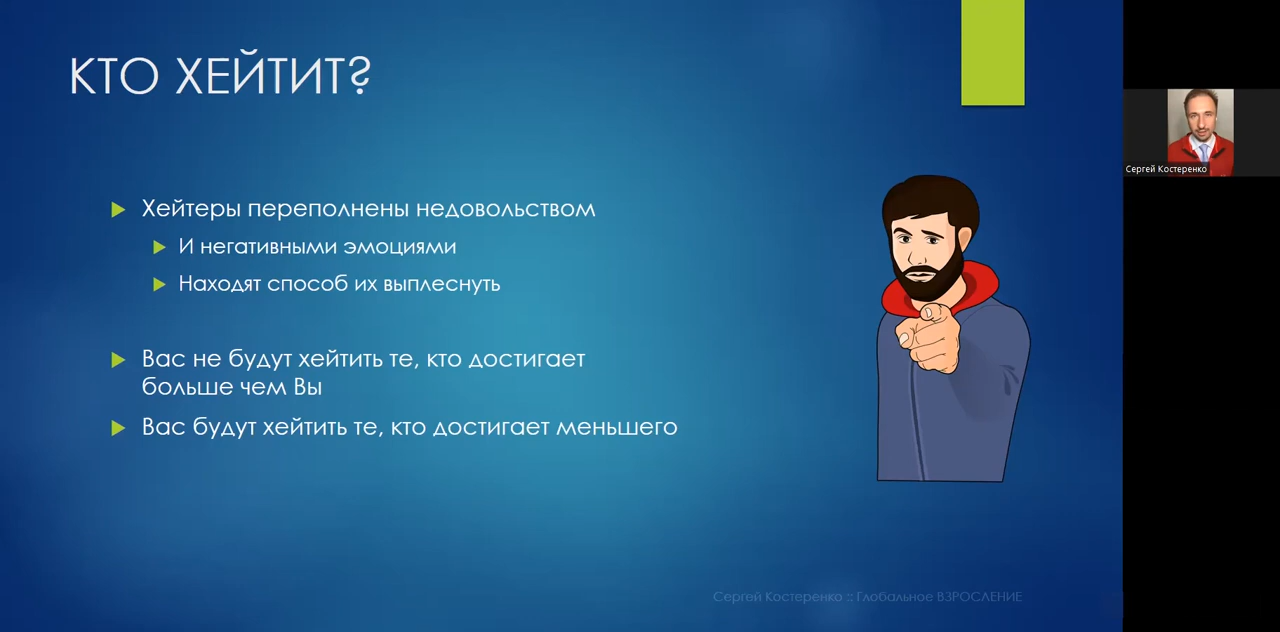 КТО ХЕЙТИТ?
Хейтеры переполнены недовольством
И негативными эмоциями
Находят способ их выплеснуть
Вас не будут хейтить те, кто достигает
больше чем Вы
Вас будут хейтить те, кто достигает меньшего
Сергей Костеренко :: Глобальное ВЗРОСЛЕНИЕ
Сергей Костеренко